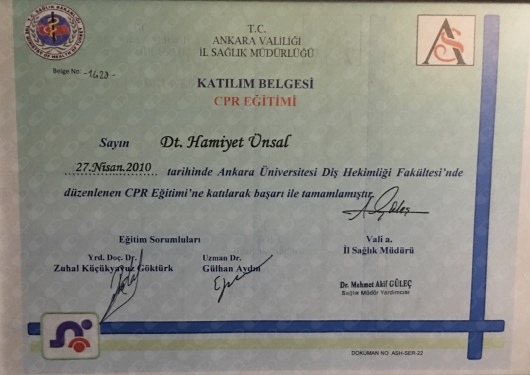 T.C.
ANKARA VALİLİĞİ
İL SAĞLIK MÜDÜRLÜĞÜ
Belge No: -1420-
KATILIM BELGESİ
CPR EĞİTİMİ
Sayın Dt. Hamiyet Ünsal
27.Nisan.2010 tarihinde Ankara Üniversitesi Diş Hekimliği Fakültesi'nde
düzenlenen CPR Eğitimi'ne katılarak başarı ile tamamlamıştır.
Eğitim Sorumluları
Yrd. Doç. Dr.
Zuhal Küçükyavuz Göktürk
Uzman Dr.
Gülhan Aydın
Vali a.
İl Sağlık Müdürü
Dr. Mehmet Akif GÜLEÇ
Sağlık Müdür Yardımcısı
DOKÜMAN NO: ASH-SER-22